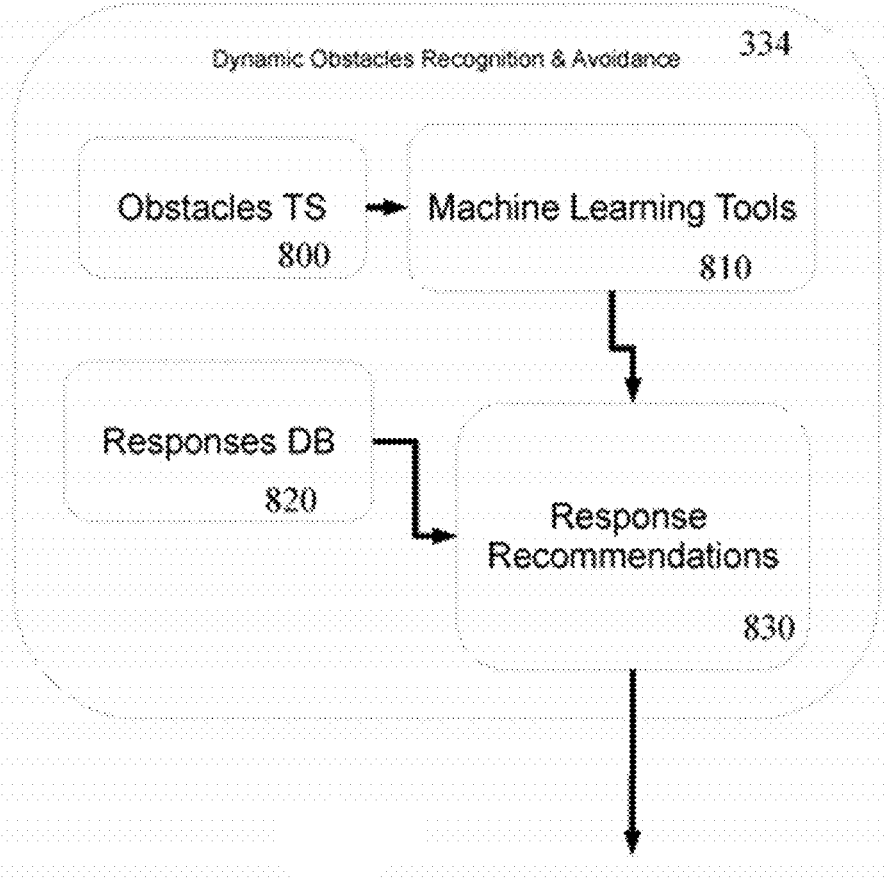 334
Dynamic Obstacles Recognition & Avoidance
Obstacles TS
800
Machine Learning Tools
810
Responses DB
820
Response
Recommendations
830